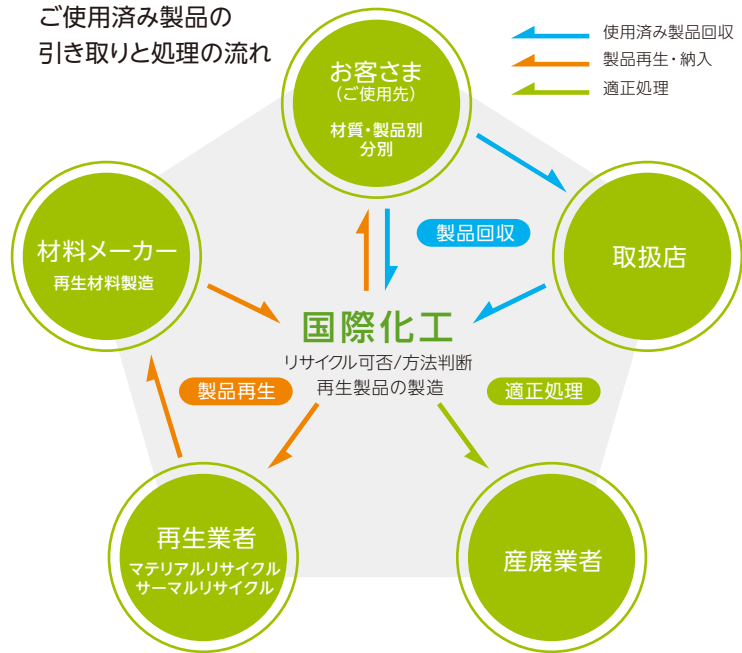 ご使用済み製品の
引き取りと処理の流れ
使用済み製品回収
製品再生・納入
適正処理
お客さま
(ご使用先)
材質・製品別
分別
製品回収
取扱店
材料メーカー
再生材料製造
国際化工
リサイクル可否/方法判断
再生製品の製造
製品再生
適正処理
再生業者
マテリアルリサイクル
サーマルリサイクル
産廃業者